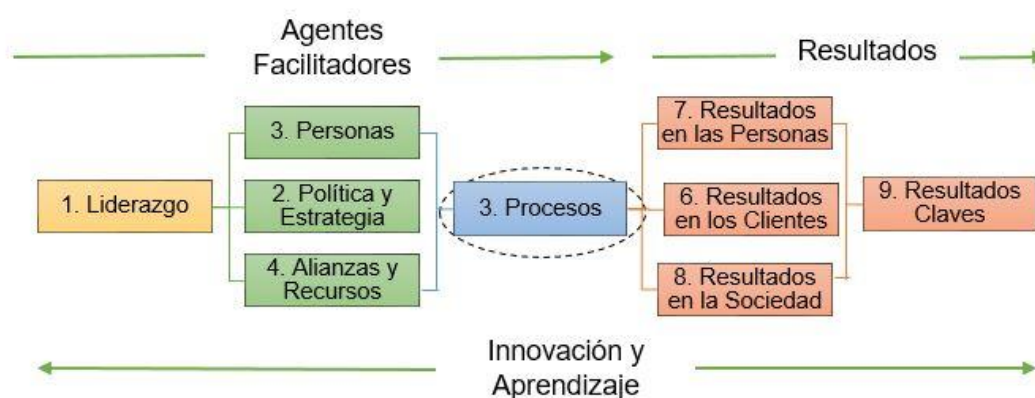 Agentes
Facilitadores
Resultados
3. Personas
7. Resultados
en las Personas
1. Liderazgo
2. Política y
Estrategia
3. Procesos
6. Resultados
en los Clientes
9. Resultados
Claves
4. Alianzas y
Recursos
8. Resultados
en la Sociedad
Innovación y
Aprendizaje